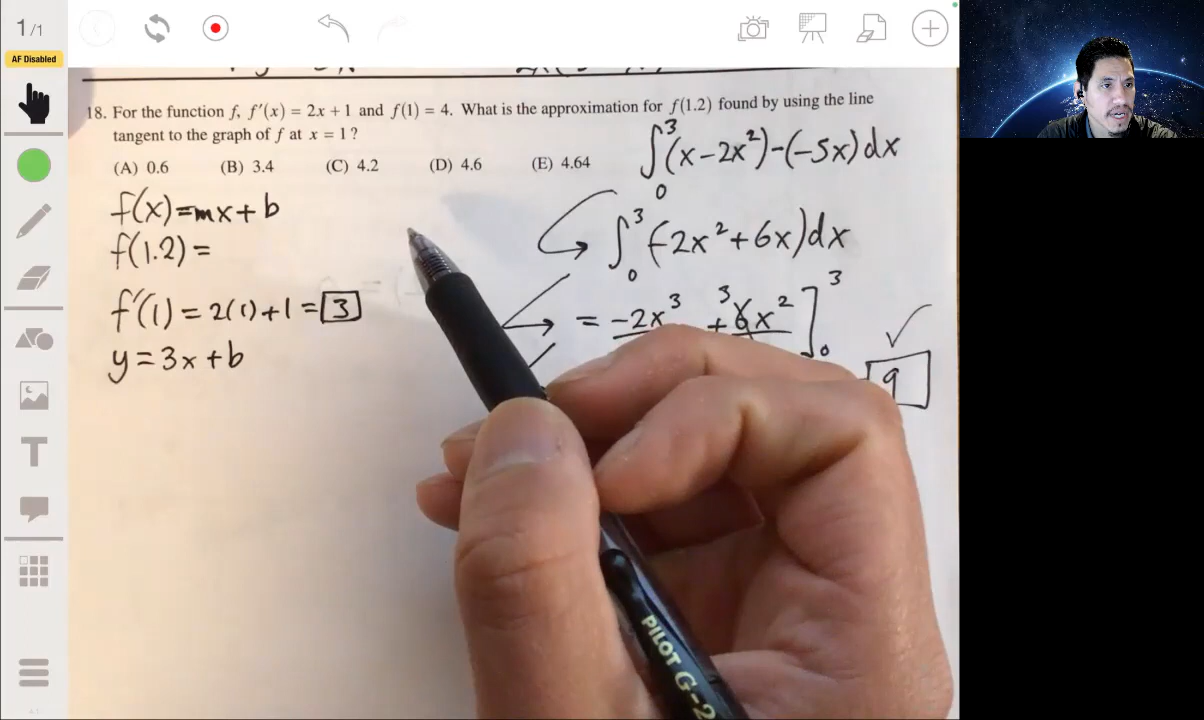 1/1
AF Disabled
18. For the function f, f′(x) = 2x + 1 and f(1) = 4. What is the approximation for f(1.2) found by using the line
tangent to the graph of f at x = 1?
(A) 0.6 (B) 3.4 (C) 4.2 (D) 4.6 (E) 4.64
f(x)=mx+b
f(1.2)=
f′(1)=2(1)+1=3
y=3x+b
∫₀³(x-2x²)-(-5x)dx
∫₀³(-2x²+6x)dx
= -2x³ + 6x² ]₀³
3
9
T
PILOT G-2